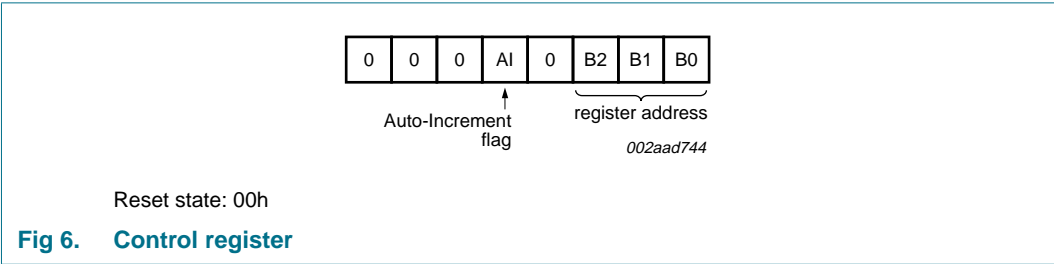 0 0 0 AI 0 B2 B1 B0
Auto-Increment
flag
register address
002aad744
Reset state: 00h
Fig 6. Control register